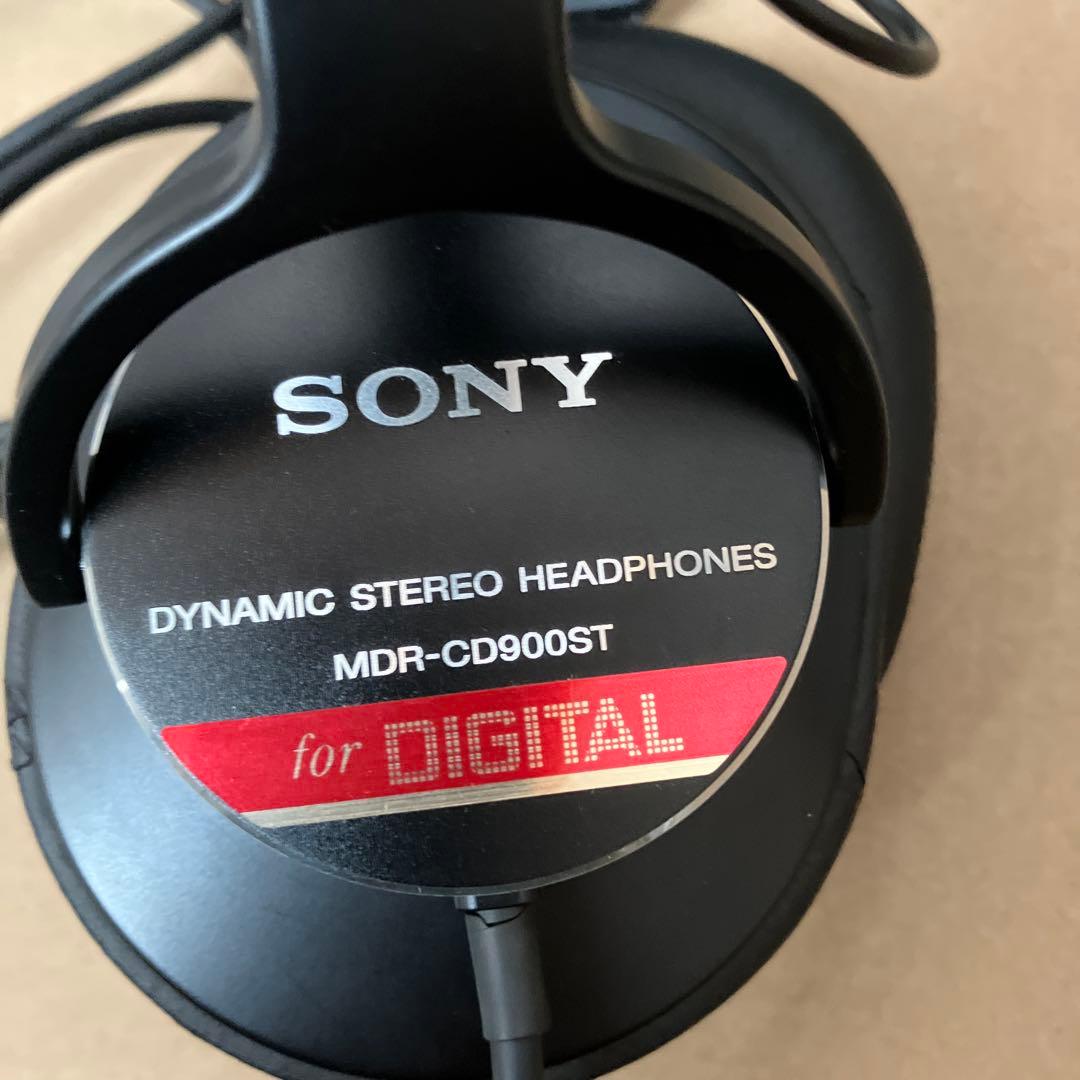 SONY
DYNAMIC STEREO HEADPHONES
MDR-CD900ST
for DIGITAL